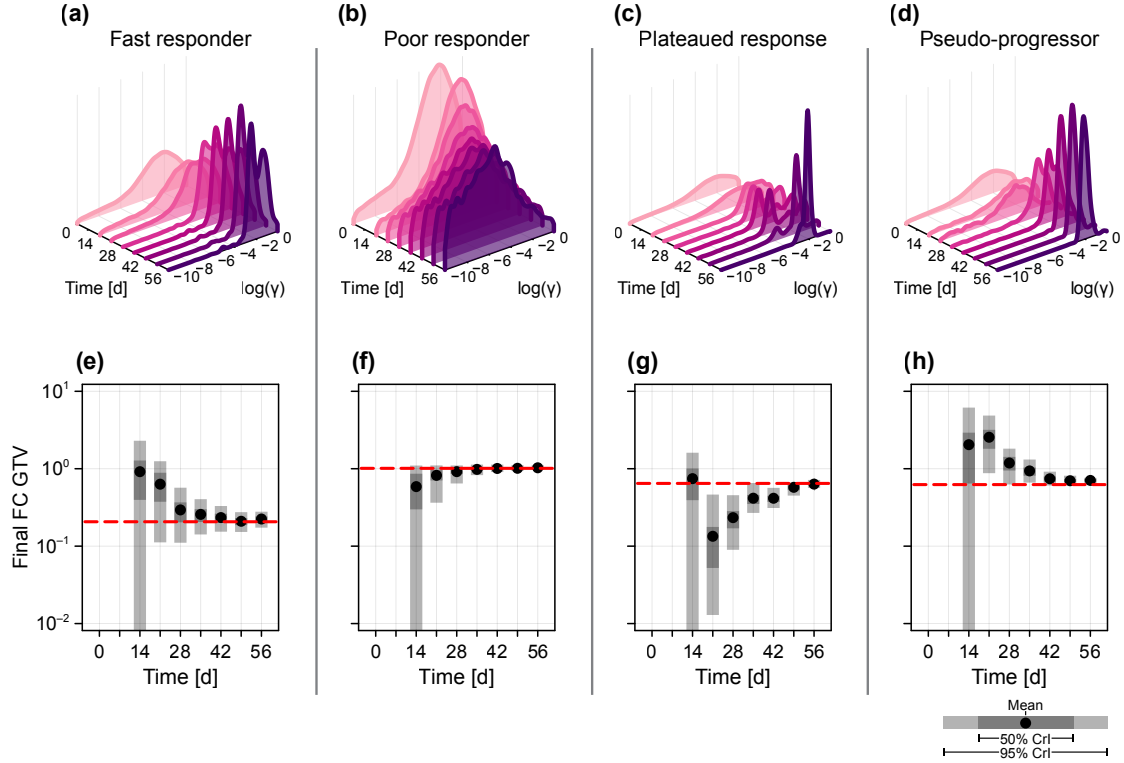 (a) (b) (c) (d)
Fast responder Poor responder Plateaued response Pseudo-progressor
0 14 28 42 56 −10 −8 −6 −4 −2 0
Time [d] log(γ)
0 14 28 42 56 −10 −8 −6 −4 −2 0
Time [d] log(γ)
0 14 28 42 56 −10 −8 −6 −4 −2 0
Time [d] log(γ)
0 14 28 42 56 −10 −8 −6 −4 −2 0
Time [d] log(γ)
(e) (f) (g) (h)
Final FC GTV
10¹
10⁰
10⁻¹
10⁻²
0 14 28 42 56
Time [d]
0 14 28 42 56
Time [d]
0 14 28 42 56
Time [d]
0 14 28 42 56
Time [d]
Mean
50% CrI
95% CrI